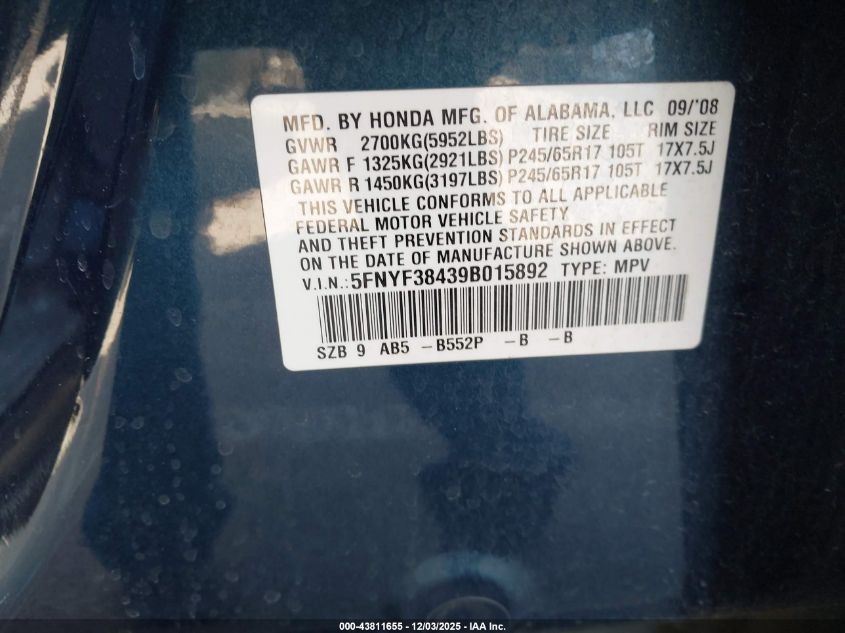 MFD. BY HONDA MFG. OF ALABAMA, LLC 09/'08
GVWR 2700KG(5952LBS) TIRE SIZE RIM SIZE
GAWR F 1325KG(2921LBS) P245/65R17 105T 17X7.5J
GAWR R 1450KG(3197LBS) P245/65R17 105T 17X7.5J
THIS VEHICLE CONFORMS TO ALL APPLICABLE
FEDERAL MOTOR VEHICLE SAFETY
AND THEFT PREVENTION STANDARDS IN EFFECT
ON THE DATE OF MANUFACTURE SHOWN ABOVE.
V.I.N.:5FNYF38439B015892 TYPE: MPV
SZB 9 AB5 -B552P -B -B
000-43811655 - 12/03/2025 - IAA Inc.